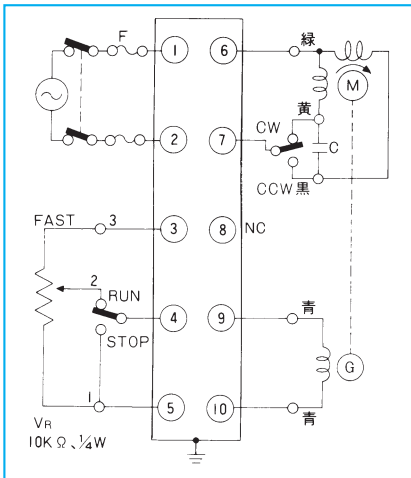 F
1
6
緑
M
黄
2
7
CW
C
CCW 黒
FAST
3
3
8
NC
2
RUN
4
9
青
STOP
G
1
5
10
青
VR
10KΩ、1/4W